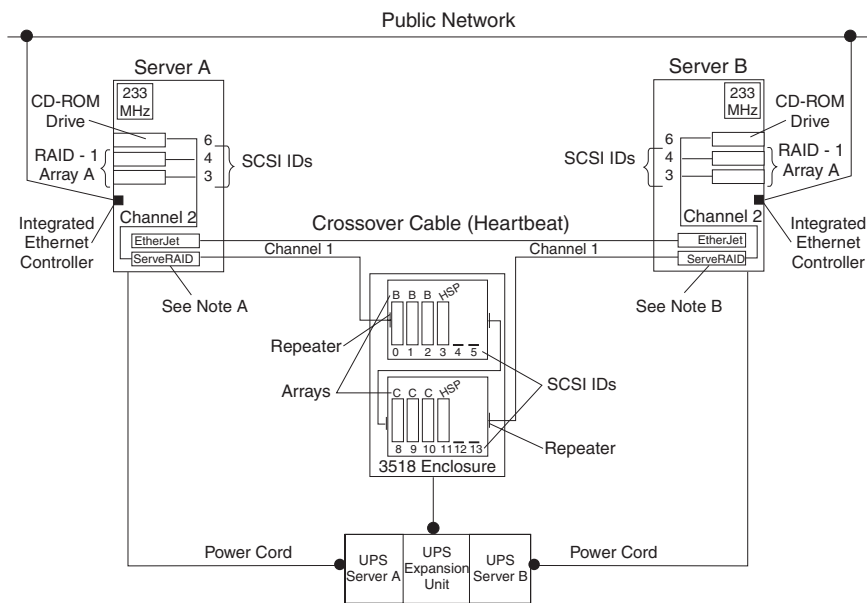 Public Network
Server A
Server B
233
MHz
233
MHz
CD-ROM
Drive
CD-ROM
Drive
6
4
3
SCSI IDs
SCSI IDs
6
4
3
RAID - 1
Array A
RAID - 1
Array A
Integrated
Ethernet
Controller
Integrated
Ethernet
Controller
Channel 2
Channel 2
Crossover Cable (Heartbeat)
EtherJet
EtherJet
Channel 1
Channel 1
ServeRAID
ServeRAID
See Note A
See Note B
B B B HSP
Repeater
0 1 2 3 4 5
Arrays
SCSI IDs
C C C HSP
Repeater
8 9 10 11 12 13
3518 Enclosure
Power Cord
Power Cord
UPS
Server A
UPS
Expansion
Unit
UPS
Server B